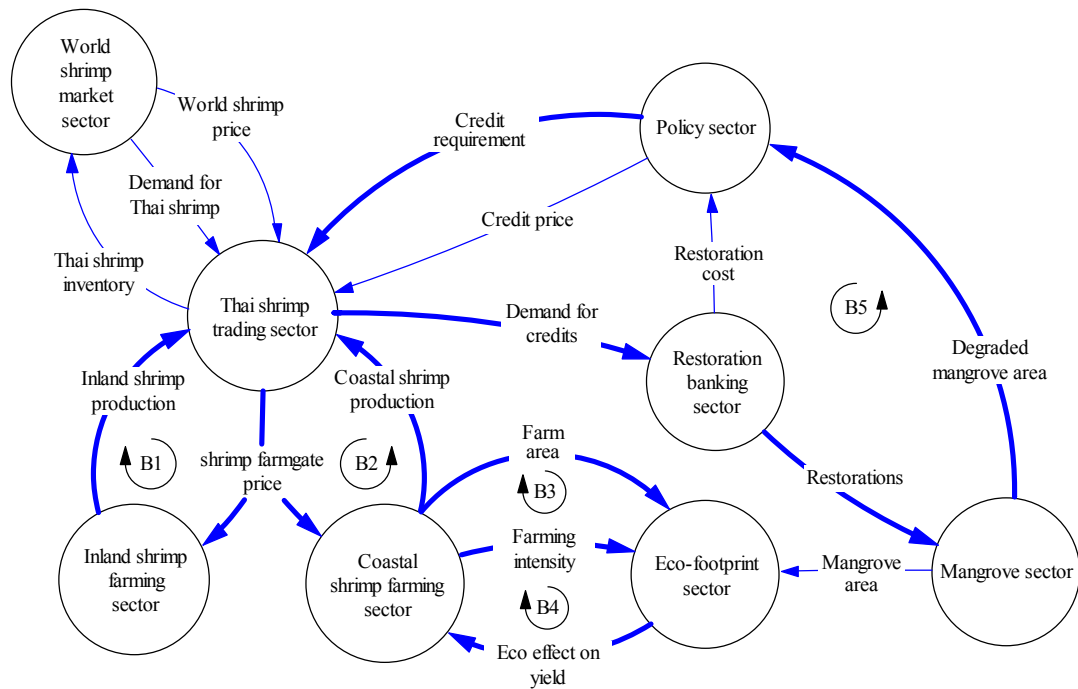 World
shrimp
market
sector
World shrimp
price
Credit
requirement
Policy sector
Demand for
Thai shrimp
Credit price
Thai shrimp
inventory
Restoration
cost
Thai shrimp
trading sector
B5
Demand for
credits
Restoration
banking
sector
Degraded
mangrove area
Inland shrimp
production
Coastal shrimp
production
B1
shrimp farmgate
price
B2
Farm
area
B3
Restorations
Inland shrimp
farming
sector
Coastal
shrimp farming
sector
Farming
intensity
Eco-footprint
sector
Mangrove
area
Mangrove sector
B4
Eco effect on
yield